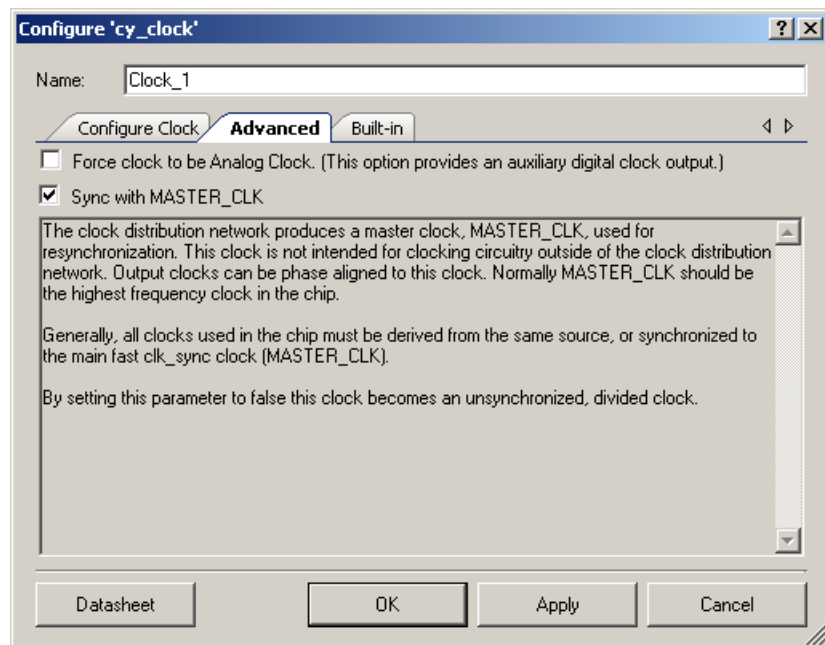 Configure 'cy_clock'
Name: Clock_1
Configure Clock Advanced Built-in
Force clock to be Analog Clock. (This option provides an auxiliary digital clock output.)
Sync with MASTER_CLK
The clock distribution network produces a master clock, MASTER_CLK, used for
resynchronization. This clock is not intended for clocking circuitry outside of the clock distribution
network. Output clocks can be phase aligned to this clock. Normally MASTER_CLK should be
the highest frequency clock in the chip.
Generally, all clocks used in the chip must be derived from the same source, or synchronized to
the main fast clk_sync clock (MASTER_CLK).
By setting this parameter to false this clock becomes an unsynchronized, divided clock.
Datasheet OK Apply Cancel